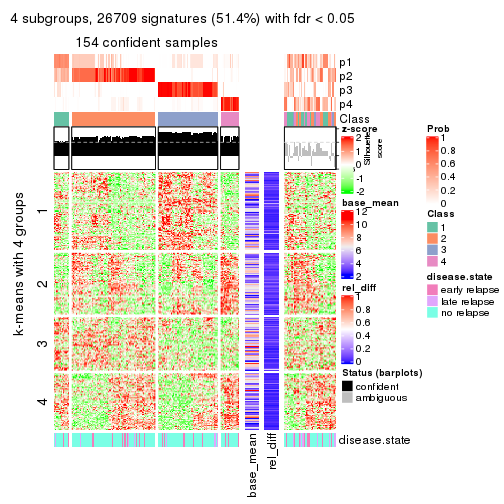 4 subgroups, 26709 signatures (51.4%) with fdr < 0.05
154 confident samples
p1
p2
p3
p4
Class
k-means with 4 groups
1
2
3
4
Silhouette
score
z-score
2
1
0
-1
-2
base_mean
12
10
8
6
4
2
rel_diff
1
0.8
0.6
0.4
0.2
0
Status (barplots)
confident
ambiguous
Prob
1
0.8
0.6
0.4
0.2
0
Class
1
2
3
4
disease.state
early relapse
late relapse
no relapse
disease.state
base_mean
rel_diff